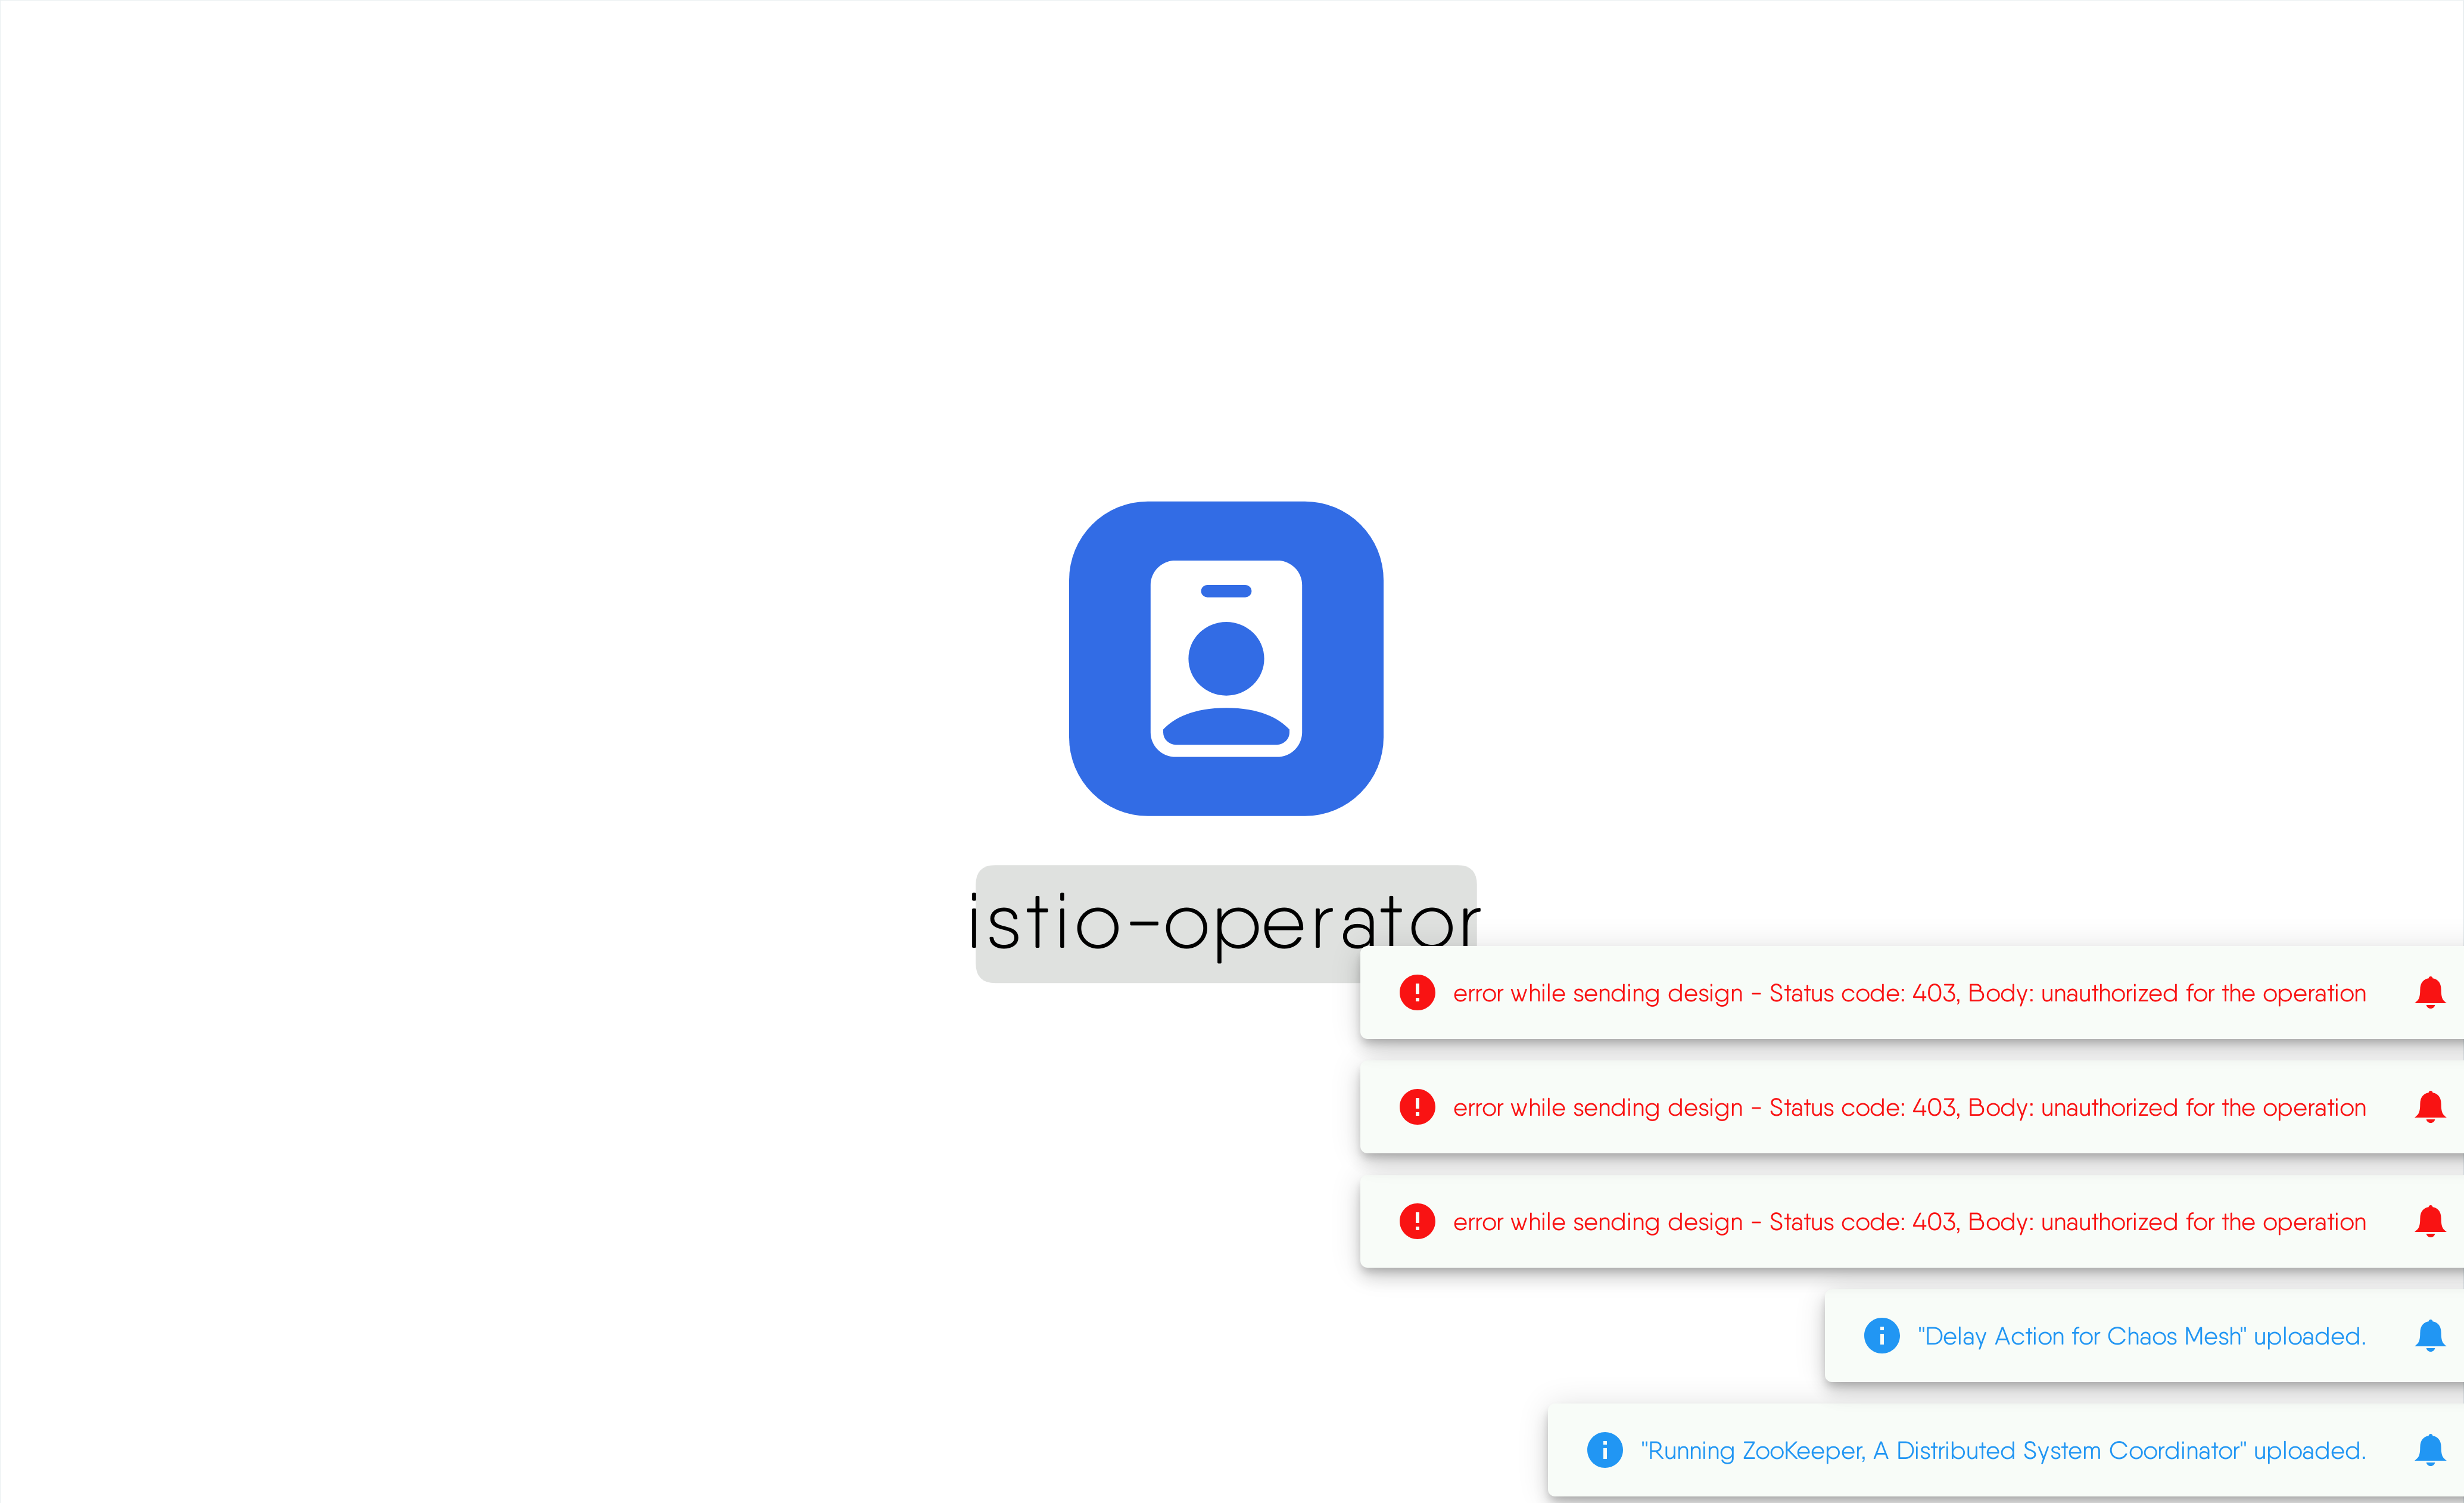 istio-operator
error while sending design - Status code: 403, Body: unauthorized for the operation
error while sending design - Status code: 403, Body: unauthorized for the operation
error while sending design - Status code: 403, Body: unauthorized for the operation
"Delay Action for Chaos Mesh" uploaded.
"Running ZooKeeper, A Distributed System Coordinator" uploaded.